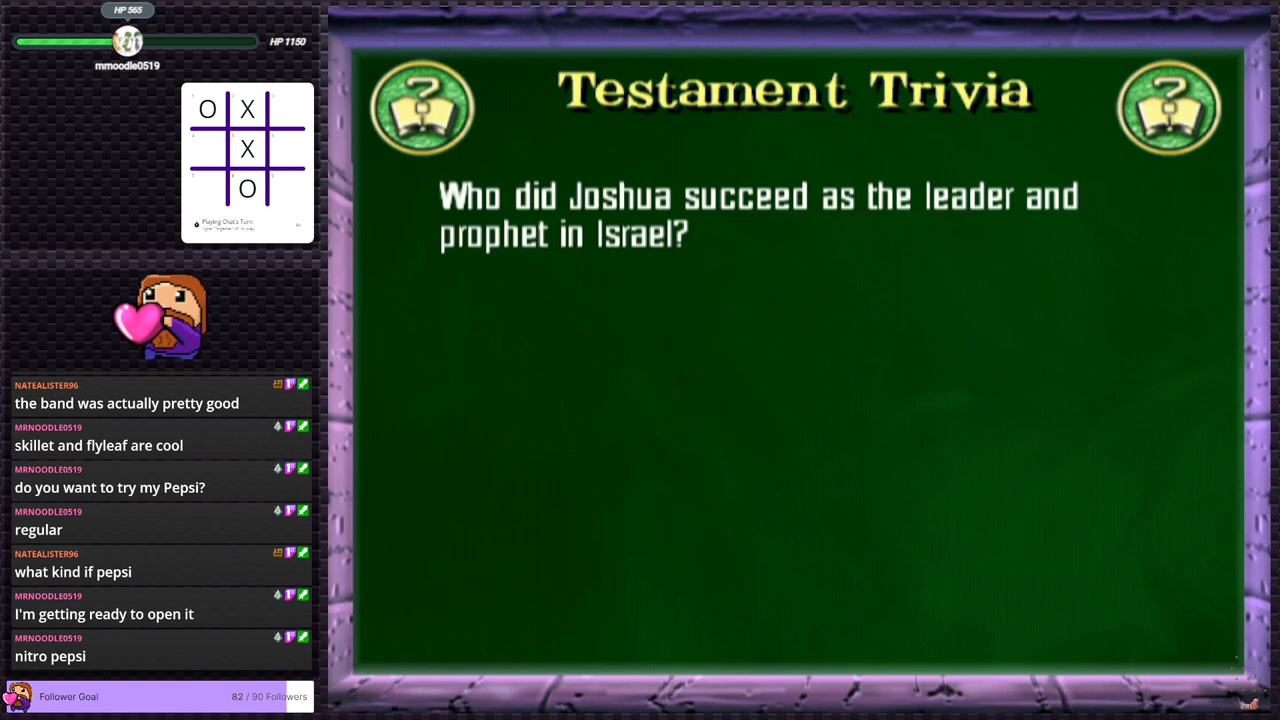 HP 565
HP 1150
mmoodle0519
O X
X
O
Playing Chat's Turn
NATEALISTER96
the band was actually pretty good
MRNOODLE0519
skillet and flyleaf are cool
MRNOODLE0519
do you want to try my Pepsi?
MRNOODLE0519
regular
NATEALISTER96
what kind if pepsi
MRNOODLE0519
I'm getting ready to open it
MRNOODLE0519
nitro pepsi
Follower Goal 82 / 90 Followers
Testament Trivia
Who did Joshua succeed as the leader and
prophet in Israel?